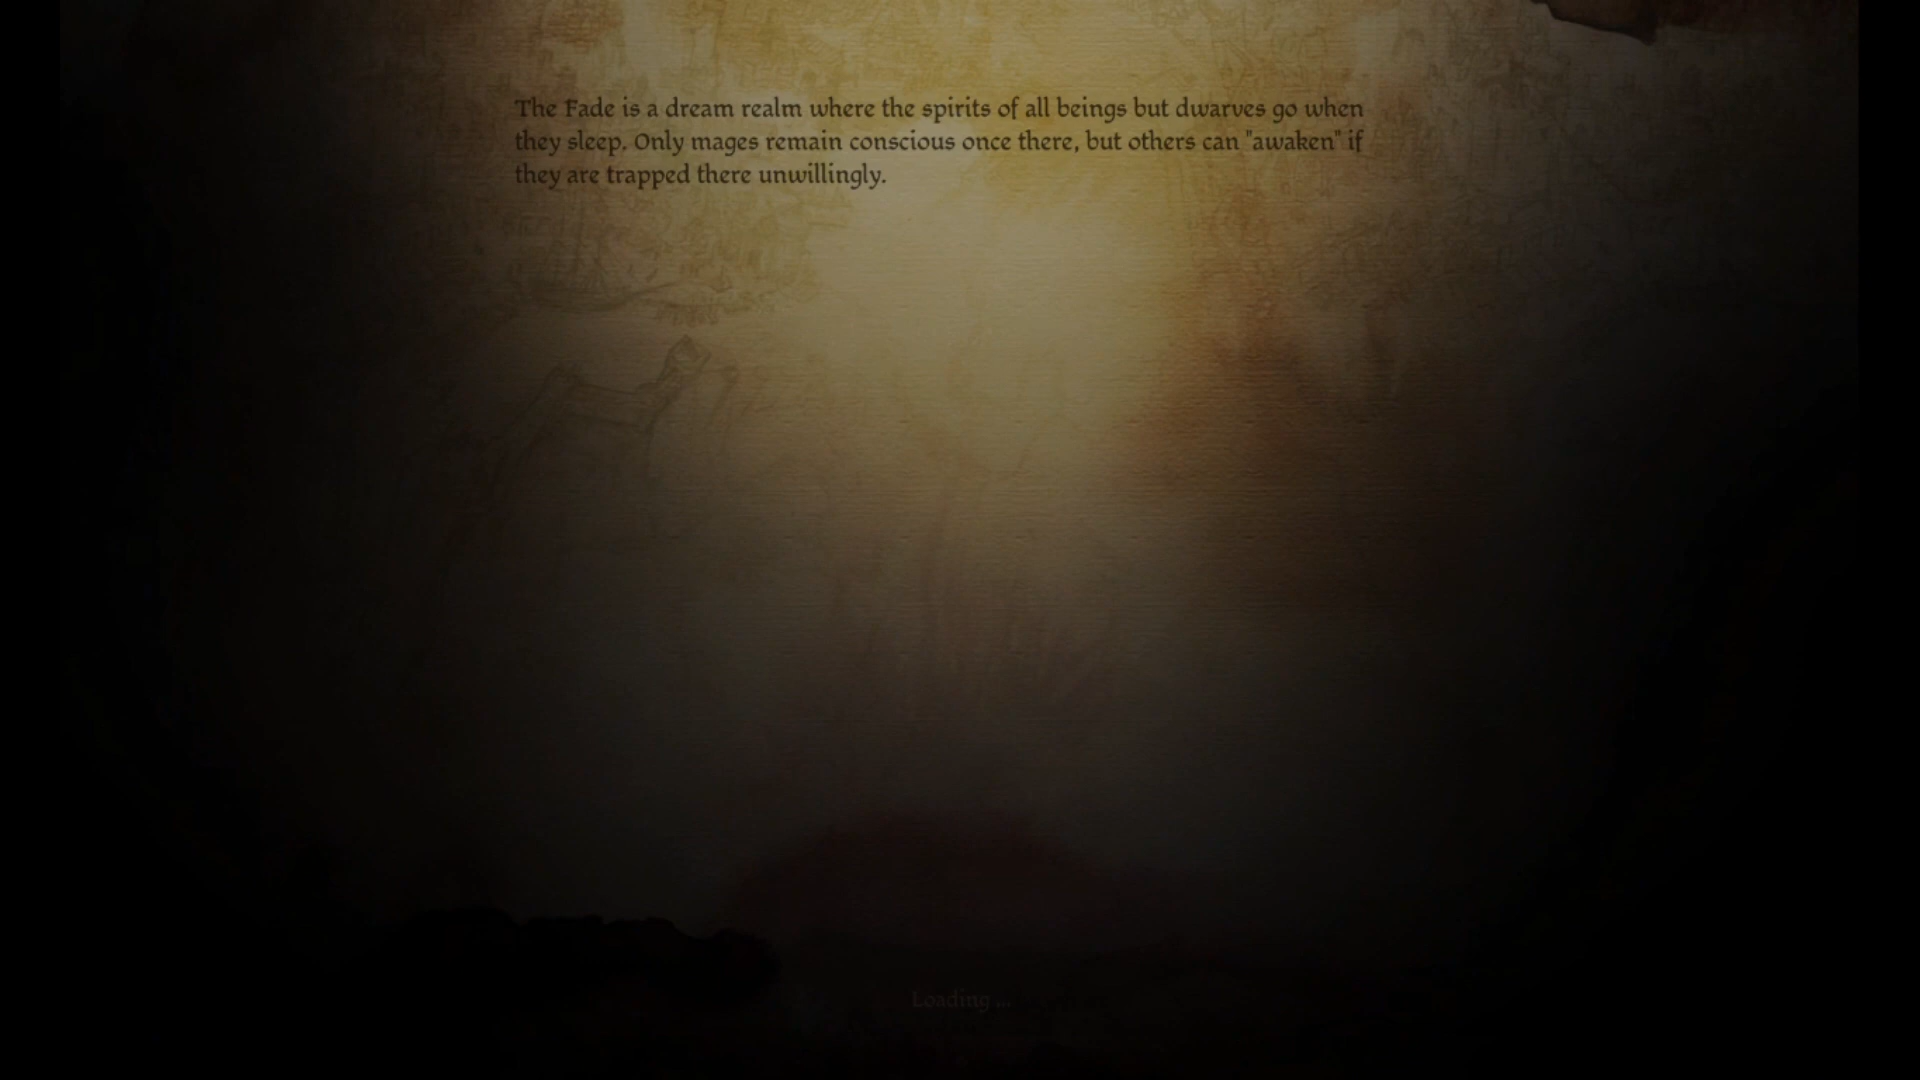 The Fade is a dream realm where the spirits of all beings but dwarves go when
they sleep. Only mages remain conscious once there, but others can "awaken" if
they are trapped there unwillingly.
Loading ...